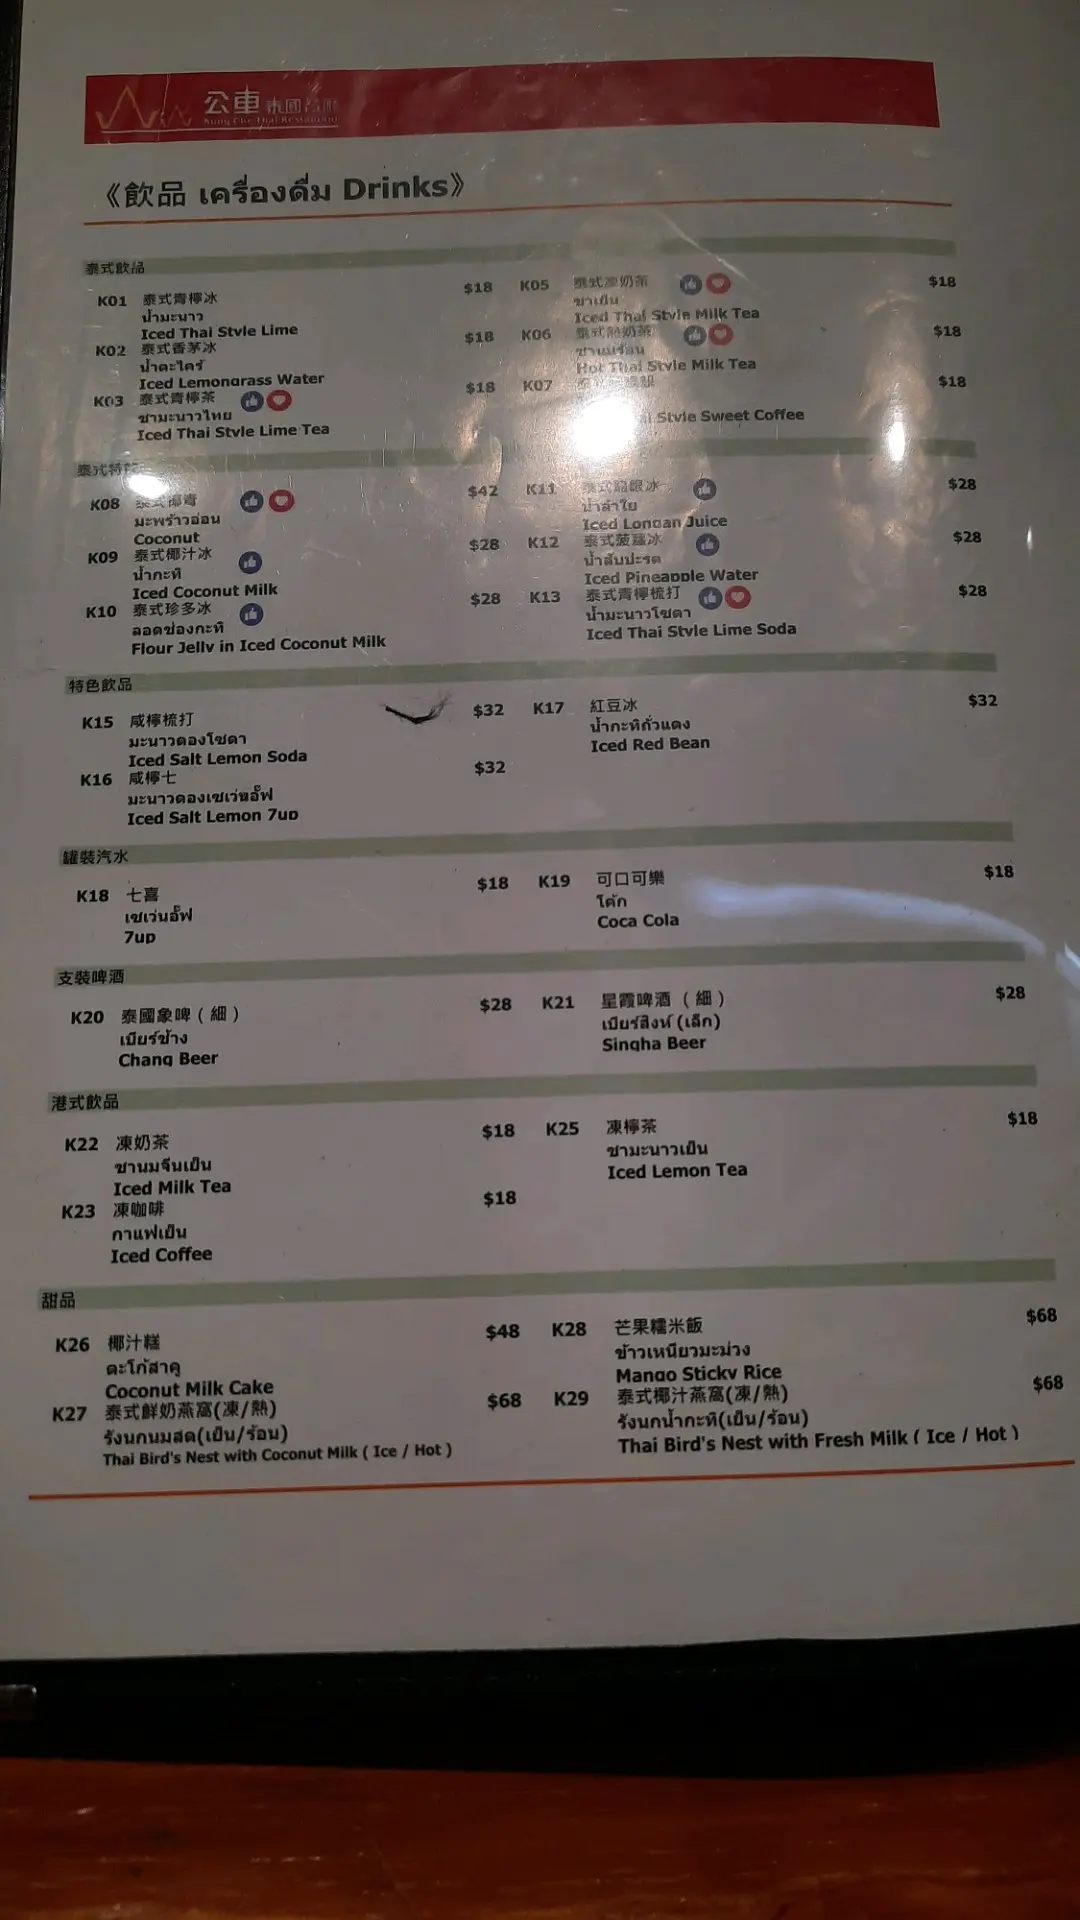 公車 泰國餐廳
Kung Che Thai Restaurant
《飲品 เครื่องดื่ม Drinks》
泰式飲品
K01 泰式青檸冰 $18
น้ำมะนาว
Iced Thai Style Lime
K02 泰式香茅冰 $18
น้ำตะไคร้
Iced Lemongrass Water
K03 泰式青檸茶 $18
ชามะนาวไทย
Iced Thai Style Lime Tea
K05 泰式凍奶茶 $18
ชาเย็น
Iced Thai Style Milk Tea
K06 泰式熱奶茶 $18
ชานมร้อน
Hot Thai Style Milk Tea
K07 $18
Style Sweet Coffee
泰式特
K08 泰式椰青 $42
มะพร้าวอ่อน
Coconut
K09 泰式椰汁冰 $28
น้ำกะทิ
Iced Coconut Milk
K10 泰式珍多冰 $28
ลอดช่องกะทิ
Flour Jelly in Iced Coconut Milk
K11 泰式龍眼冰 $28
น้ำลำใย
Iced Longan Juice
K12 泰式菠蘿冰 $28
น้ำสับปะรด
Iced Pineapple Water
K13 泰式青檸梳打 $28
น้ำมะนาวโซดา
Iced Thai Style Lime Soda
特色飲品
K15 咸檸梳打 $32
มะนาวดองโซดา
Iced Salt Lemon Soda
K16 咸檸七 $32
มะนาวดองเซเว่นอั๊ฟ
Iced Salt Lemon 7up
K17 紅豆冰 $32
น้ำกะทิถั่วแดง
Iced Red Bean
罐裝汽水
K18 七喜 $18
เซเว่นอั๊ฟ
7up
K19 可口可樂 $18
โค้ก
Coca Cola
支裝啤酒
K20 泰國象啤（細） $28
เบียร์ช้าง
Chang Beer
K21 星霞啤酒（細） $28
เบียร์สิงห์ (เล็ก)
Singha Beer
港式飲品
K22 凍奶茶 $18
ชานมจีนเย็น
Iced Milk Tea
K23 凍咖啡 $18
กาแฟเย็น
Iced Coffee
K25 凍檸茶 $18
ชามะนาวเย็น
Iced Lemon Tea
甜品
K26 椰汁糕 $48
ตะโก้สาคู
Coconut Milk Cake
K27 泰式鮮奶燕窩(凍/熱) $68
รังนกนมสด(เย็น/ร้อน)
Thai Bird's Nest with Coconut Milk ( Ice / Hot )
K28 芒果糯米飯 $68
ข้าวเหนียวมะม่วง
Mango Sticky Rice
K29 泰式椰汁燕窩(凍/熱) $68
รังนกน้ำกะทิ(เย็น/ร้อน)
Thai Bird's Nest with Fresh Milk ( Ice / Hot )